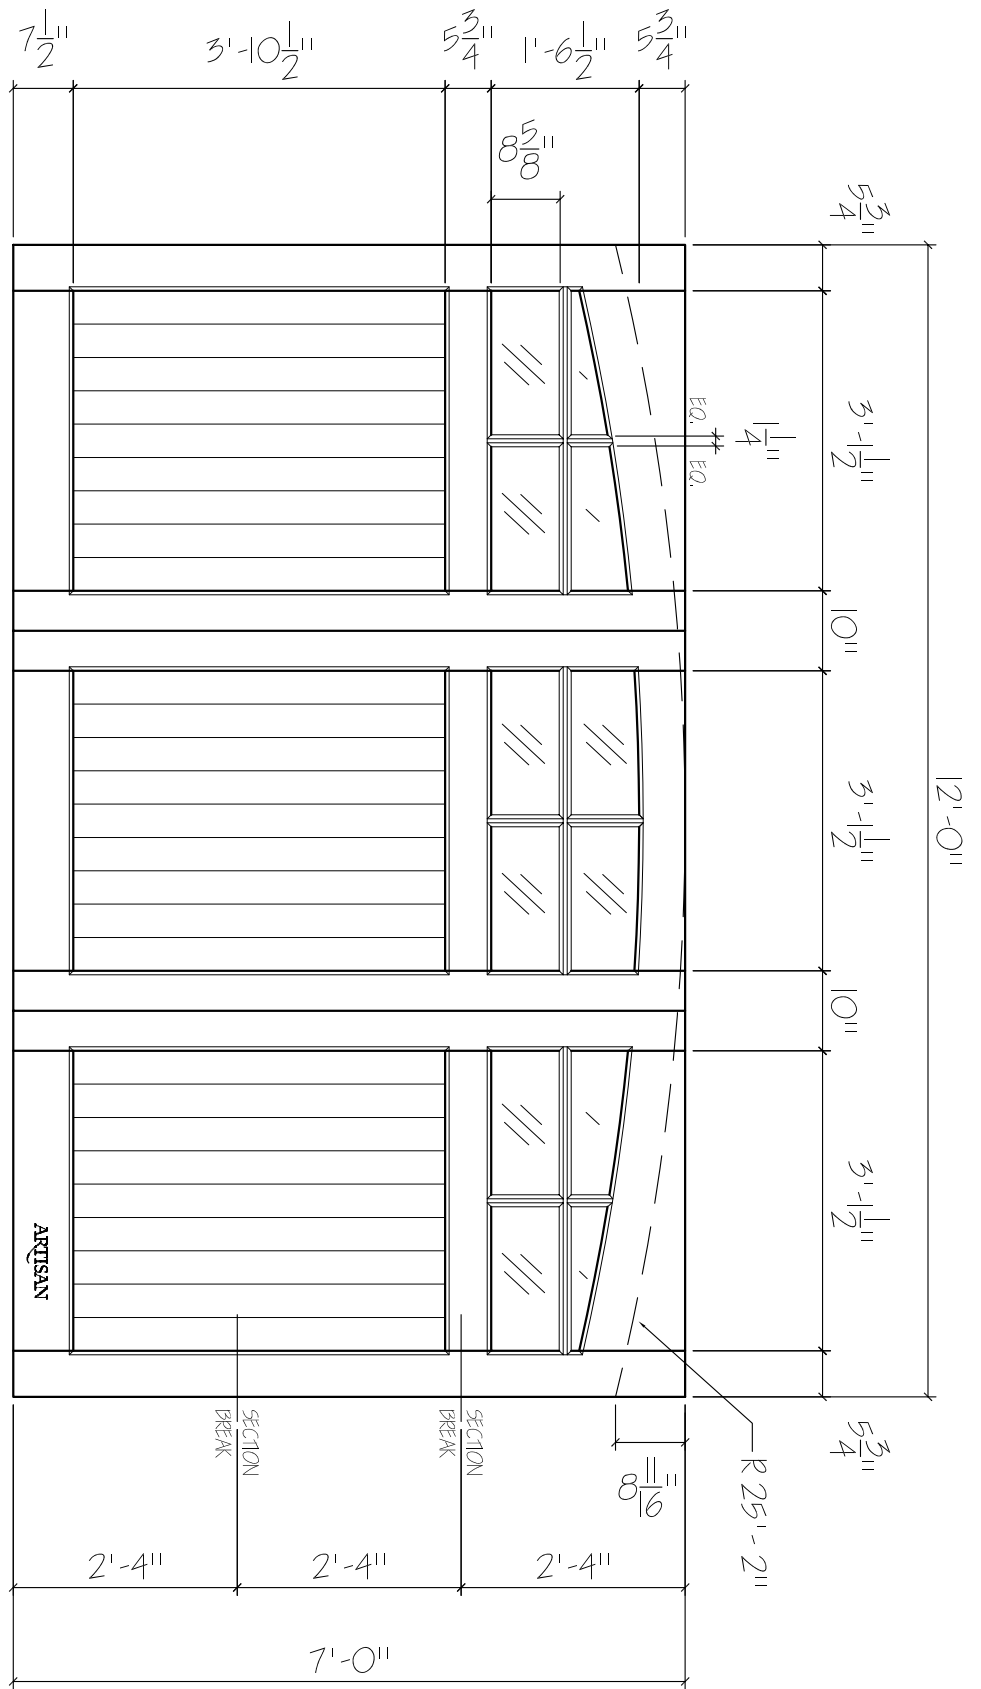 7 1/2"
3'-10 1/2"
5 3/4"
1'-6 1/2"
5 3/4"
8 5/8"
5 3/4"
3'-1 1/2"
10"
3'-1 1/2"
10"
3'-1 1/2"
5 3/4"
12'-0"
EQ.
EQ.
1 1/4"
ARTISAN
SECTION
BREAK
SECTION
BREAK
8 11/16"
R 25'-2"
2'-4"
2'-4"
2'-4"
7'-0"